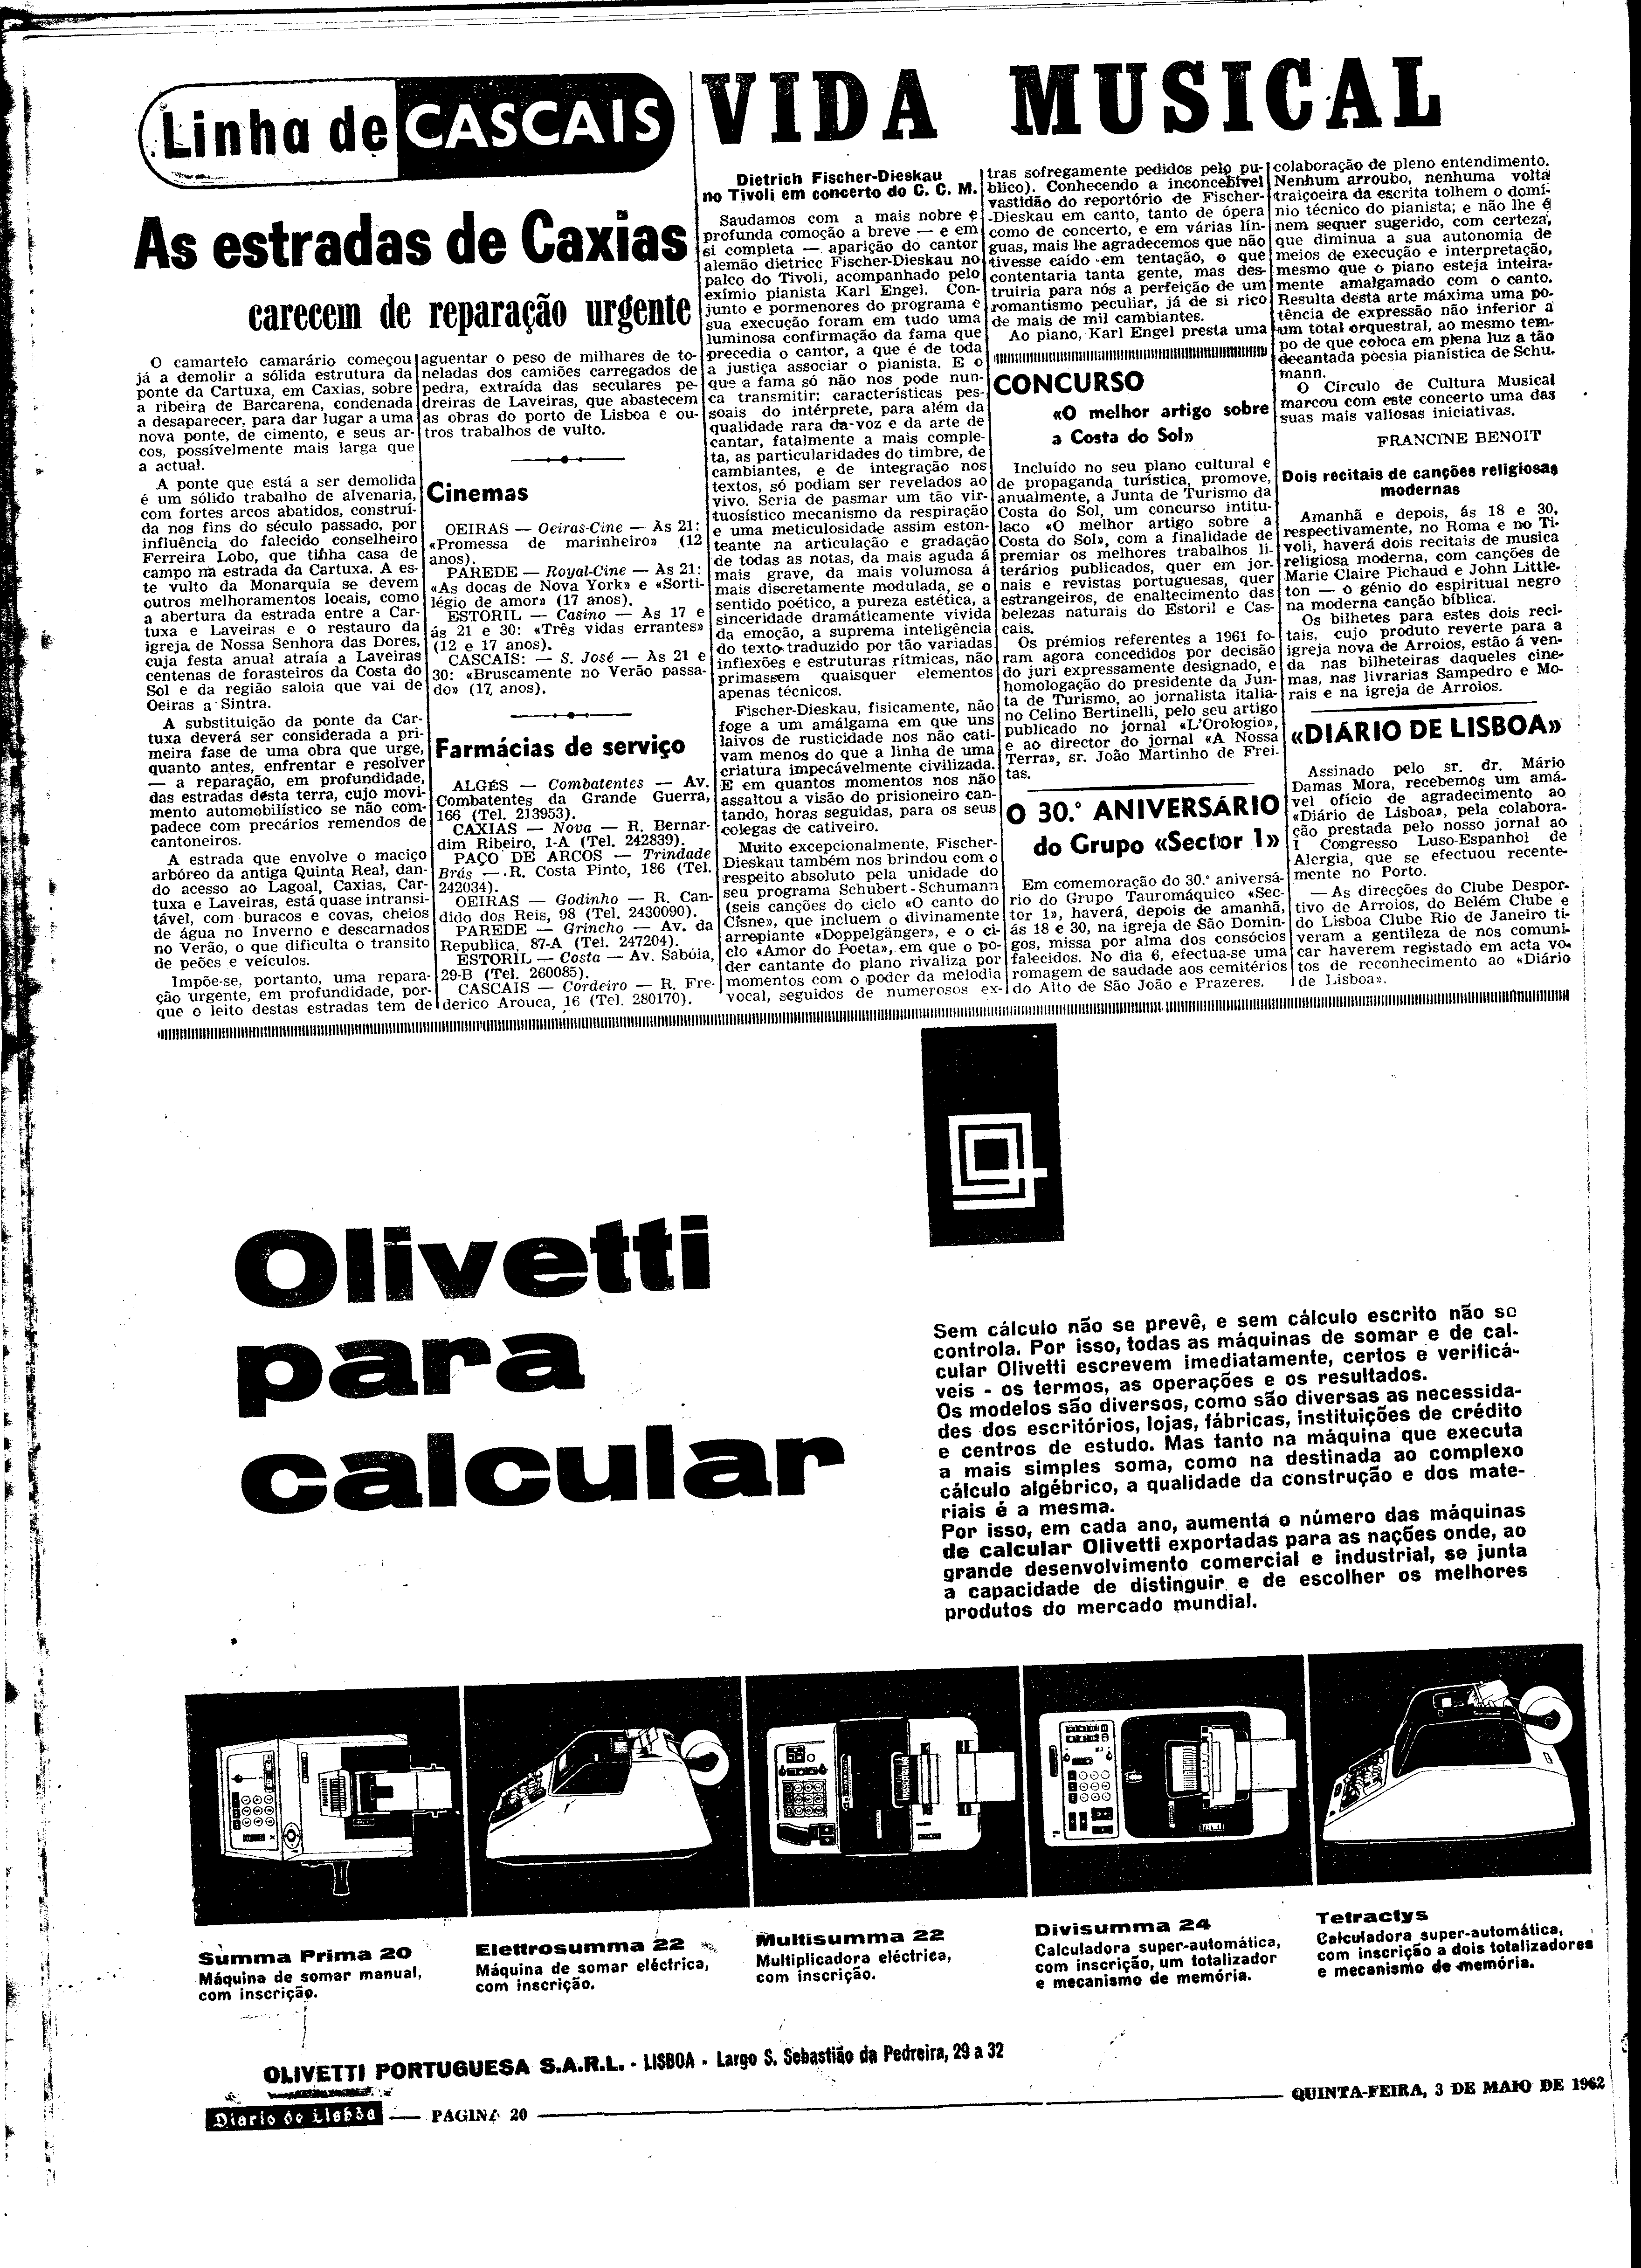 Linha de CASCAIS
As estradas de Caxias
carecem de reparação urgente
O camartelo camarário começou
já a demolir a sólida estrutura da
ponte da Cartuxa, em Caxias, sobre
a ribeira de Barcarena, condenada
a desaparecer, para dar lugar a uma
nova ponte, de cimento, e seus ar-
cos, possìvelmente mais larga que
a actual.
A ponte que está a ser demolida
é um sólido trabalho de alvenaria,
com fortes arcos abatidos, construí-
da nos fins do século passado, por
influência do falecido conselheiro
Ferreira Lobo, que tinha casa de
campo na estrada da Cartuxa. A es-
te vulto da Monarquia se devem
outros melhoramentos locais, como
a abertura da estrada entre a Car-
tuxa e Laveiras e o restauro da
igreja de Nossa Senhora das Dores,
cuja festa anual atraía a Laveiras
centenas de forasteiros da Costa do
Sol e da região saloia que vai de
Oeiras a Sintra.
A substituição da ponte da Car-
tuxa deverá ser considerada a pri-
meira fase de uma obra que urge,
quanto antes, enfrentar e resolver
— a reparação, em profundidade,
das estradas desta terra, cujo movi-
mento automobilístico se não com-
padece com precários remendos de
cantoneiros.
A estrada que envolve o maciço
arbóreo da antiga Quinta Real, dan-
do acesso ao Lagoal, Caxias, Car-
tuxa e Laveiras, está quase intransi-
tável, com buracos e covas, cheios
de água no Inverno e descarnados
no Verão, o que dificulta o transito
de peões e veículos.
Impõe-se, portanto, uma repara-
ção urgente, em profundidade, por-
que o leito destas estradas tem de
aguentar o peso de milhares de to-
neladas dos camiões carregados de
pedra, extraída das seculares pe-
dreiras de Laveiras, que abastecem
as obras do porto de Lisboa e ou-
tros trabalhos de vulto.
Cinemas
OEIRAS — Oeiras-Cine — Às 21:
«Promessa de marinheiro» (12
anos).
PAREDE — Royal-Cine — Às 21:
«As docas de Nova York» e «Sorti-
légio de amor» (17 anos).
ESTORIL — Casino — Às 17 e
ás 21 e 30: «Três vidas errantes»
(12 e 17 anos).
CASCAIS: — S. José — Às 21 e
30: «Bruscamente no Verão passa-
do» (17 anos).
Farmácias de serviço
ALGÉS — Combatentes — Av.
Combatentes da Grande Guerra,
166 (Tel. 213953).
CAXIAS — Nova — R. Bernar-
dim Ribeiro, 1-A (Tel. 242839).
PAÇO DE ARCOS — Trindade
Brás — R. Costa Pinto, 186 (Tel.
242034).
OEIRAS — Godinho — R. Can-
dido dos Reis, 98 (Tel. 2430090).
PAREDE — Grincho — Av. da
Republica, 87-A (Tel. 247204).
ESTORIL — Costa — Av. Sabóia,
29-B (Tel. 260085).
CASCAIS — Cordeiro — R. Fre-
derico Arouca, 16 (Tel. 280170).
VIDA MUSICAL
Dietrich Fischer-Dieskau
no Tivoli em concerto do C. C. M.
Saudamos com a mais nobre e
profunda comoção a breve — e em
si completa — aparição do cantor
alemão dietricc Fischer-Dieskau no
palco do Tivoli, acompanhado pelo
exímio pianista Karl Engel. Con-
junto e pormenores do programa e
sua execução foram em tudo uma
luminosa confirmação da fama que
precedia o cantor, a que é de toda
a justiça associar o pianista. E o
que a fama só não nos pode nun-
ca transmitir: características pes-
soais do intérprete, para além da
qualidade rara da voz e da arte de
cantar, fatalmente a mais comple-
ta, as particularidades do timbre, de
cambiantes, e de integração nos
textos, só podiam ser revelados ao
vivo. Seria de pasmar um tão vir-
tuosístico mecanismo da respiração
e uma meticulosidade assim eston-
teante na articulação e gradação
de todas as notas, da mais aguda á
mais grave, da mais volumosa á
mais discretamente modulada, se o
sentido poético, a pureza estética, a
sinceridade dramàticamente vivida
da emoção, a suprema inteligência
do texto traduzido por tão variadas
inflexões e estruturas rítmicas, não
primassem quaisquer elementos
apenas técnicos.
Fischer-Dieskau, fisicamente, não
foge a um amálgama em que uns
laivos de rusticidade nos não cati-
vam menos do que a linha de uma
criatura impecàvelmente civilizada.
E em quantos momentos nos não
assaltou a visão do prisioneiro can-
tando, horas seguidas, para os seus
colegas de cativeiro.
Muito excepcionalmente, Fischer-
Dieskau também nos brindou com o
respeito absoluto pela unidade do
seu programa Schubert-Schumann
(seis canções do ciclo «O canto do
Cisne», que incluem o divinamente
arrepiante «Doppelgänger», e o ci-
clo «Amor do Poeta», em que o po-
der cantante do piano rivaliza por
momentos com o poder da melodia
vocal, seguidos de numerosos ex-
tras sofregamente pedidos pelo pu-
blico). Conhecendo a inconcebível
vastidão do reportório de Fischer-
-Dieskau em canto, tanto de ópera
como de concerto, e em várias lín-
guas, mais lhe agradecemos que não
tivesse caído em tentação, o que
contentaria tanta gente, mas des-
truiria para nós a perfeição de um
romantismo peculiar, já de si rico
de mais de mil cambiantes.
Ao piano, Karl Engel presta uma
colaboração de pleno entendimento.
Nenhum arroubo, nenhuma volta
traiçoeira da escrita tolhem o domí-
nio técnico do pianista; e não lhe é
nem sequer sugerido, com certeza,
que diminua a sua autonomia de
meios de execução e interpretação,
mesmo que o piano esteja inteira-
mente amalgamado com o canto.
Resulta desta arte máxima uma po-
tência de expressão não inferior a
um total orquestral, ao mesmo tem-
po de que coloca em plena luz a tão
decantada poesia pianística de Schu-
mann.
O Círculo de Cultura Musical
marcou com este concerto uma das
suas mais valiosas iniciativas.
FRANCINE BENOIT
CONCURSO
«O melhor artigo sobre
a Costa do Sol»
Incluído no seu plano cultural e
de propaganda turística, promove,
anualmente, a Junta de Turismo da
Costa do Sol, um concurso intitu-
lado «O melhor artigo sobre a
Costa do Sol», com a finalidade de
premiar os melhores trabalhos li-
terários publicados, quer em jor-
nais e revistas portuguesas, quer
estrangeiros, de enaltecimento das
belezas naturais do Estoril e Cas-
cais.
Os prémios referentes a 1961 fo-
ram agora concedidos por decisão
do juri expressamente designado, e
homologação do presidente da Jun-
ta de Turismo, ao jornalista italia-
no Celino Bertinelli, pelo seu artigo
publicado no jornal «L'Orologio»,
e ao director do jornal «A Nossa
Terra», sr. João Martinho de Frei-
tas.
O 30.º ANIVERSÁRIO
do Grupo «Sector 1»
Em comemoração do 30.º aniversá-
rio do Grupo Tauromáquico «Sec-
tor 1», haverá, depois de amanhã,
ás 18 e 30, na igreja de São Domin-
gos, missa por alma dos consócios
falecidos. No dia 6, efectua-se uma
romagem de saudade aos cemitérios
do Alto de São João e Prazeres.
Dois recitais de canções religiosas
modernas
Amanhã e depois, ás 18 e 30,
respectivamente, no Roma e no Ti-
voli, haverá dois recitais de musica
religiosa moderna, com canções de
Marie Claire Pichaud e John Little-
ton — o génio do espiritual negro
na moderna canção bíblica.
Os bilhetes para estes dois reci-
tais, cujo produto reverte para a
igreja nova de Arroios, estão á ven-
da nas bilheteiras daqueles cine-
mas, nas livrarias Sampedro e Mo-
rais e na igreja de Arroios.
«DIÁRIO DE LISBOA»
Assinado pelo sr. dr. Mário
Damas Mora, recebemos um amá-
vel ofício de agradecimento ao
«Diário de Lisboa», pela colabora-
ção prestada pelo nosso jornal ao
I Congresso Luso-Espanhol de
Alergia, que se efectuou recente-
mente no Porto.
— As direcções do Clube Despor-
tivo de Arroios, do Belém Clube e
do Lisboa Clube Rio de Janeiro ti-
veram a gentileza de nos comuni-
car haverem registado em acta vo-
tos de reconhecimento ao «Diário
de Lisboa».
Olivetti
para
calcular
Sem cálculo não se prevê, e sem cálculo escrito não se
controla. Por isso, todas as máquinas de somar e de cal-
cular Olivetti escrevem imediatamente, certos e verificá-
veis - os termos, as operações e os resultados.
Os modelos são diversos, como são diversas as necessida-
des dos escritórios, lojas, fábricas, instituições de crédito
e centros de estudo. Mas tanto na máquina que executa
a mais simples soma, como na destinada ao complexo
cálculo algébrico, a qualidade da construção e dos mate-
riais é a mesma.
Por isso, em cada ano, aumenta o número das máquinas
de calcular Olivetti exportadas para as nações onde, ao
grande desenvolvimento comercial e industrial, se junta
a capacidade de distinguir e de escolher os melhores
produtos do mercado mundial.
Summa Prima 20
Máquina de somar manual,
com inscrição.
Elettrosumma 22
Máquina de somar eléctrica,
com inscrição.
Multisumma 22
Multiplicadora eléctrica,
com inscrição.
Divisumma 24
Calculadora super-automática,
com inscrição, um totalizador
e mecanismo de memória.
Tetractys
Calculadora super-automática,
com inscrição a dois totalizadores
e mecanismo de memória.
OLIVETTI PORTUGUESA S.A.R.L. - LISBOA - Largo S. Sebastião da Pedreira, 29 a 32
Diario de Lisboa — PAGINA 20 — QUINTA-FEIRA, 3 DE MAIO DE 1962